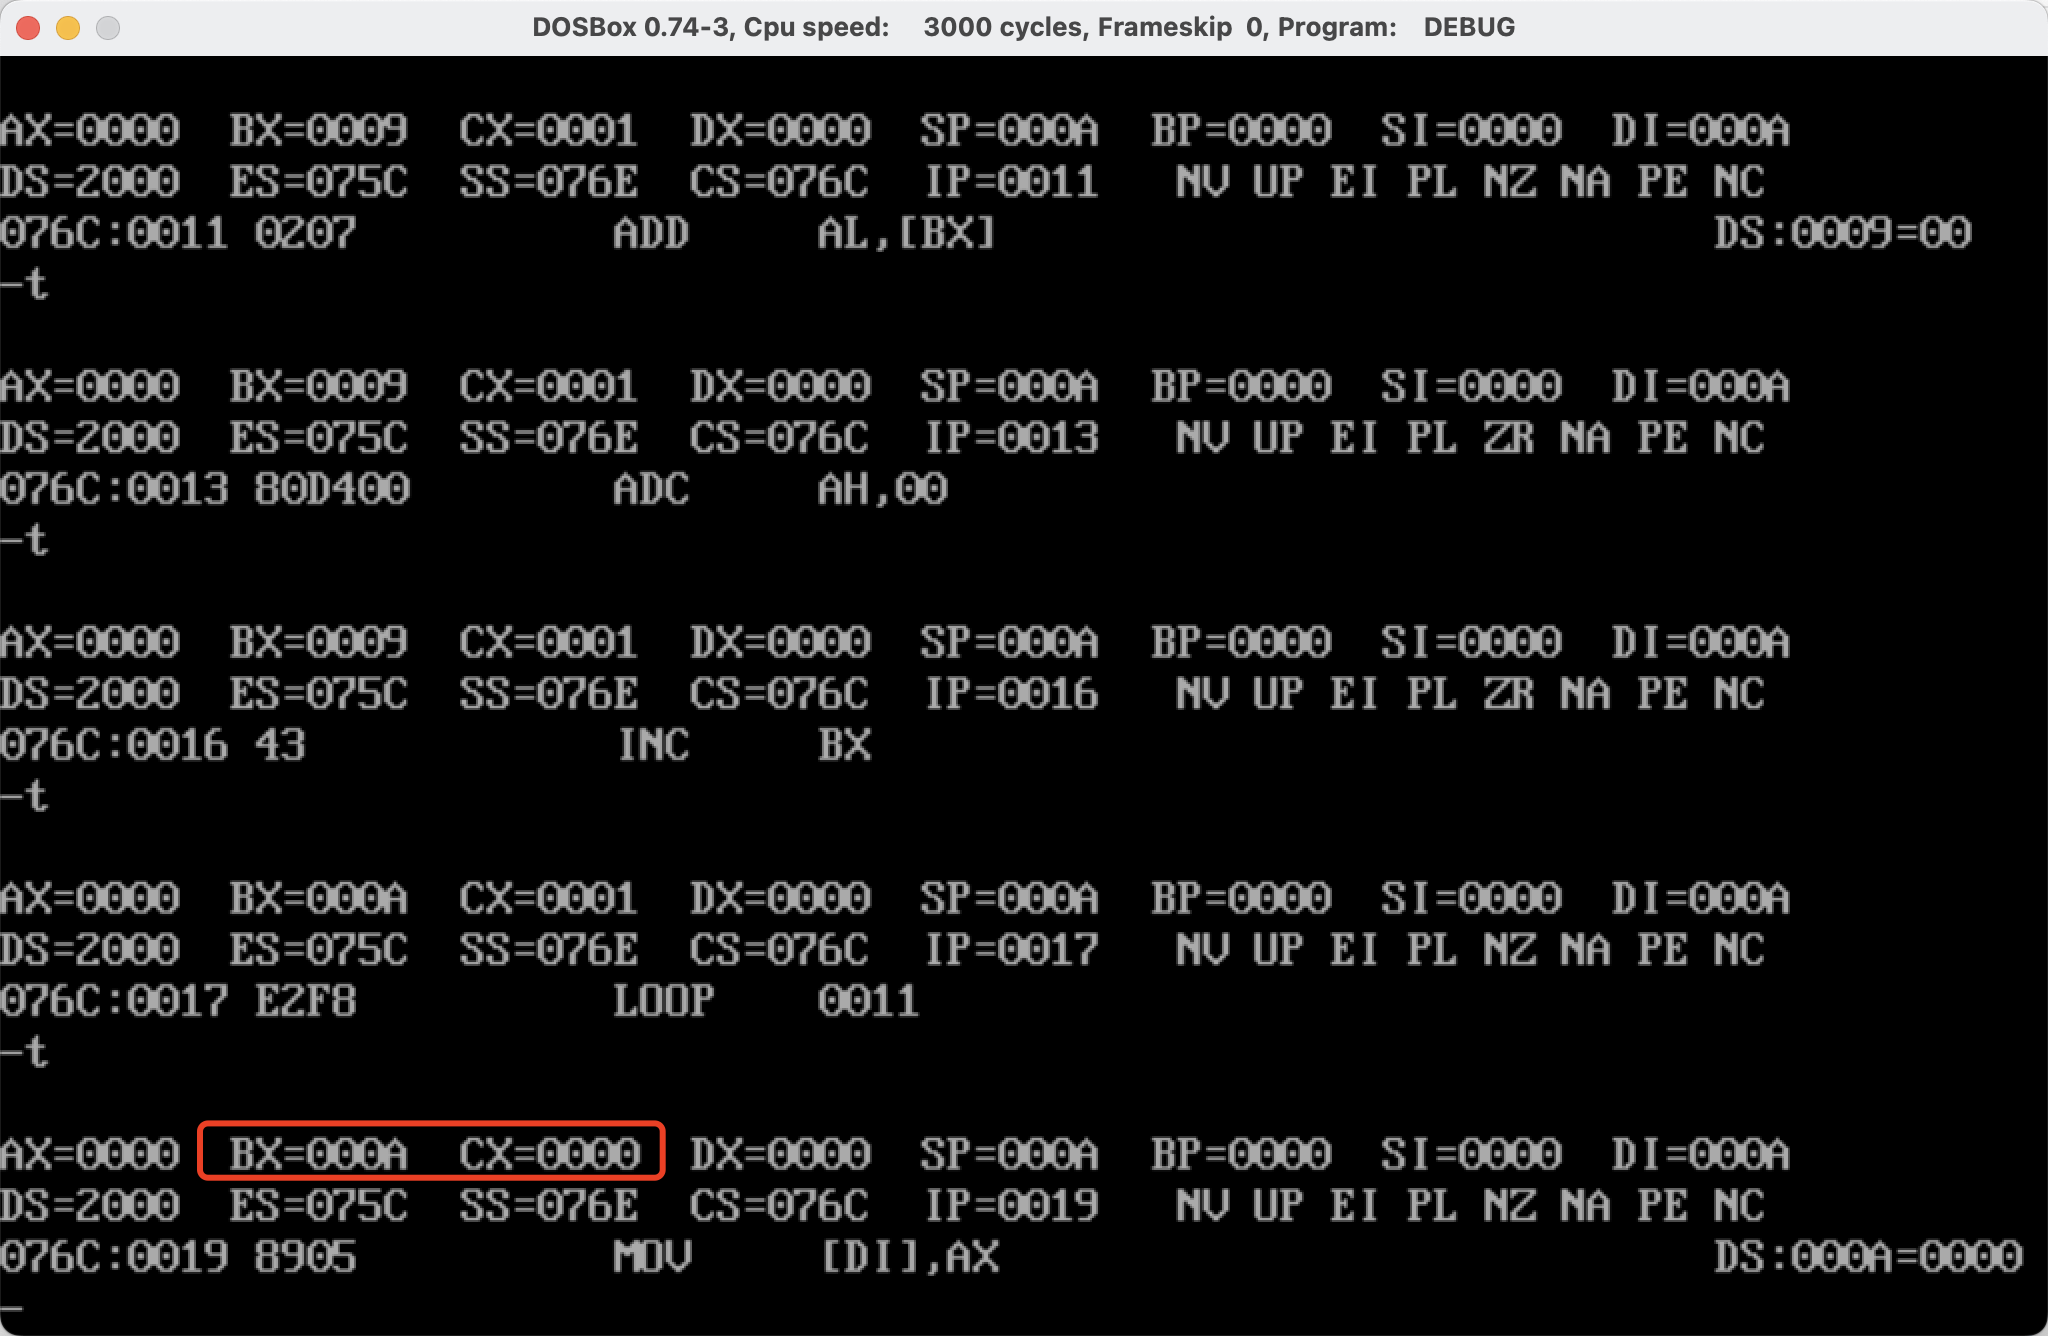 DOSBox 0.74-3, Cpu speed: 3000 cycles, Frameskip 0, Program: DEBUG
AX=0000 BX=0009 CX=0001 DX=0000 SP=000A BP=0000 SI=0000 DI=000A
DS=2000 ES=075C SS=076E CS=076C IP=0011 NV UP EI PL NZ NA PE NC
076C:0011 0207 ADD AL,[BX] DS:0009=00
-t
AX=0000 BX=0009 CX=0001 DX=0000 SP=000A BP=0000 SI=0000 DI=000A
DS=2000 ES=075C SS=076E CS=076C IP=0013 NV UP EI PL ZR NA PE NC
076C:0013 80D400 ADC AH,00
-t
AX=0000 BX=0009 CX=0001 DX=0000 SP=000A BP=0000 SI=0000 DI=000A
DS=2000 ES=075C SS=076E CS=076C IP=0016 NV UP EI PL ZR NA PE NC
076C:0016 43 INC BX
-t
AX=0000 BX=000A CX=0001 DX=0000 SP=000A BP=0000 SI=0000 DI=000A
DS=2000 ES=075C SS=076E CS=076C IP=0017 NV UP EI PL NZ NA PE NC
076C:0017 E2F8 LOOP 0011
-t
AX=0000 BX=000A CX=0000 DX=0000 SP=000A BP=0000 SI=0000 DI=000A
DS=2000 ES=075C SS=076E CS=076C IP=0019 NV UP EI PL NZ NA PE NC
076C:0019 8905 MOV [DI],AX DS:000A=0000
-